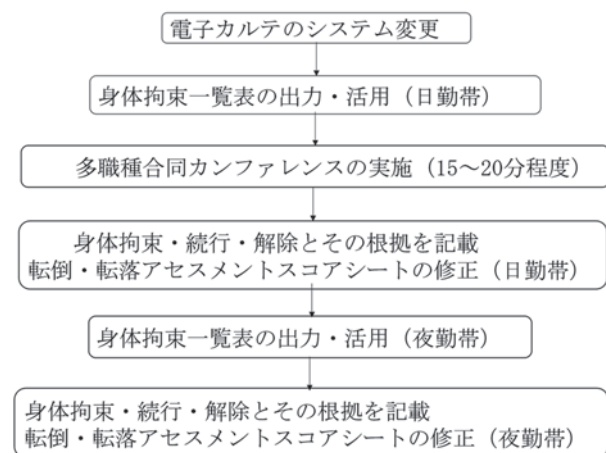 電子カルテのシステム変更
身体拘束一覧表の出力・活用（日勤帯）
多職種合同カンファレンスの実施（15～20分程度）
身体拘束・続行・解除とその根拠を記載
転倒・転落アセスメントスコアシートの修正（日勤帯）
身体拘束一覧表の出力・活用（夜勤帯）
身体拘束・続行・解除とその根拠を記載
転倒・転落アセスメントスコアシートの修正（夜勤帯）